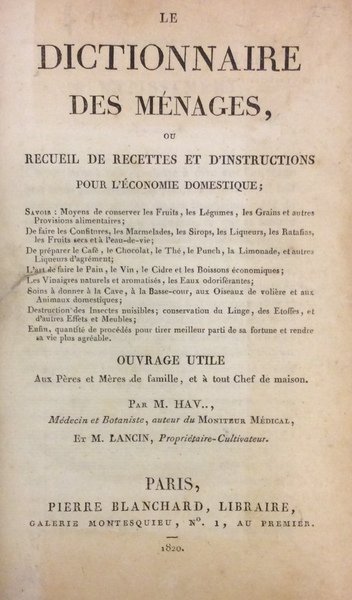 LE
DICTIONNAIRE
DES MÉNAGES,
OU
RECUEIL DE RECETTES ET D'INSTRUCTIONS
POUR L'ÉCONOMIE DOMESTIQUE;
SAVOIR : Moyens de conserver les Fruits, les Légumes, les Grains et autres
Provisions alimentaires;
De faire les Confitures, les Marmelades, les Sirops, les Liqueurs, les Ratafias,
les Fruits secs et à l'eau-de-vie;
De préparer le Café, le Chocolat, le Thé, le Punch, la Limonade, et autres
Liqueurs d'agrément;
L'art de faire le Pain, le Vin, le Cidre et les Boissons économiques;
Les Vinaigres naturels et aromatisés, les Eaux odoriférantes;
Soins à donner à la Cave, à la Basse-cour, aux Oiseaux de volière et aux
Animaux domestiques;
Destruction des Insectes nuisibles; conservation du Linge, des Etoffes, et
d'autres Effets et Meubles;
Enfin, quantité de procédés pour tirer meilleur parti de sa fortune et rendre
sa vie plus agréable.
OUVRAGE UTILE
Aux Pères et Mères de famille, et à tout Chef de maison.
PAR M. HAV..,
Médecin et Botaniste, auteur du MONITEUR MÉDICAL,
ET M. LANCIN, Propriétaire-Cultivateur.
PARIS,
PIERRE BLANCHARD, LIBRAIRE,
GALERIE MONTESQUIEU, N°. 1, AU PREMIER.
1820.